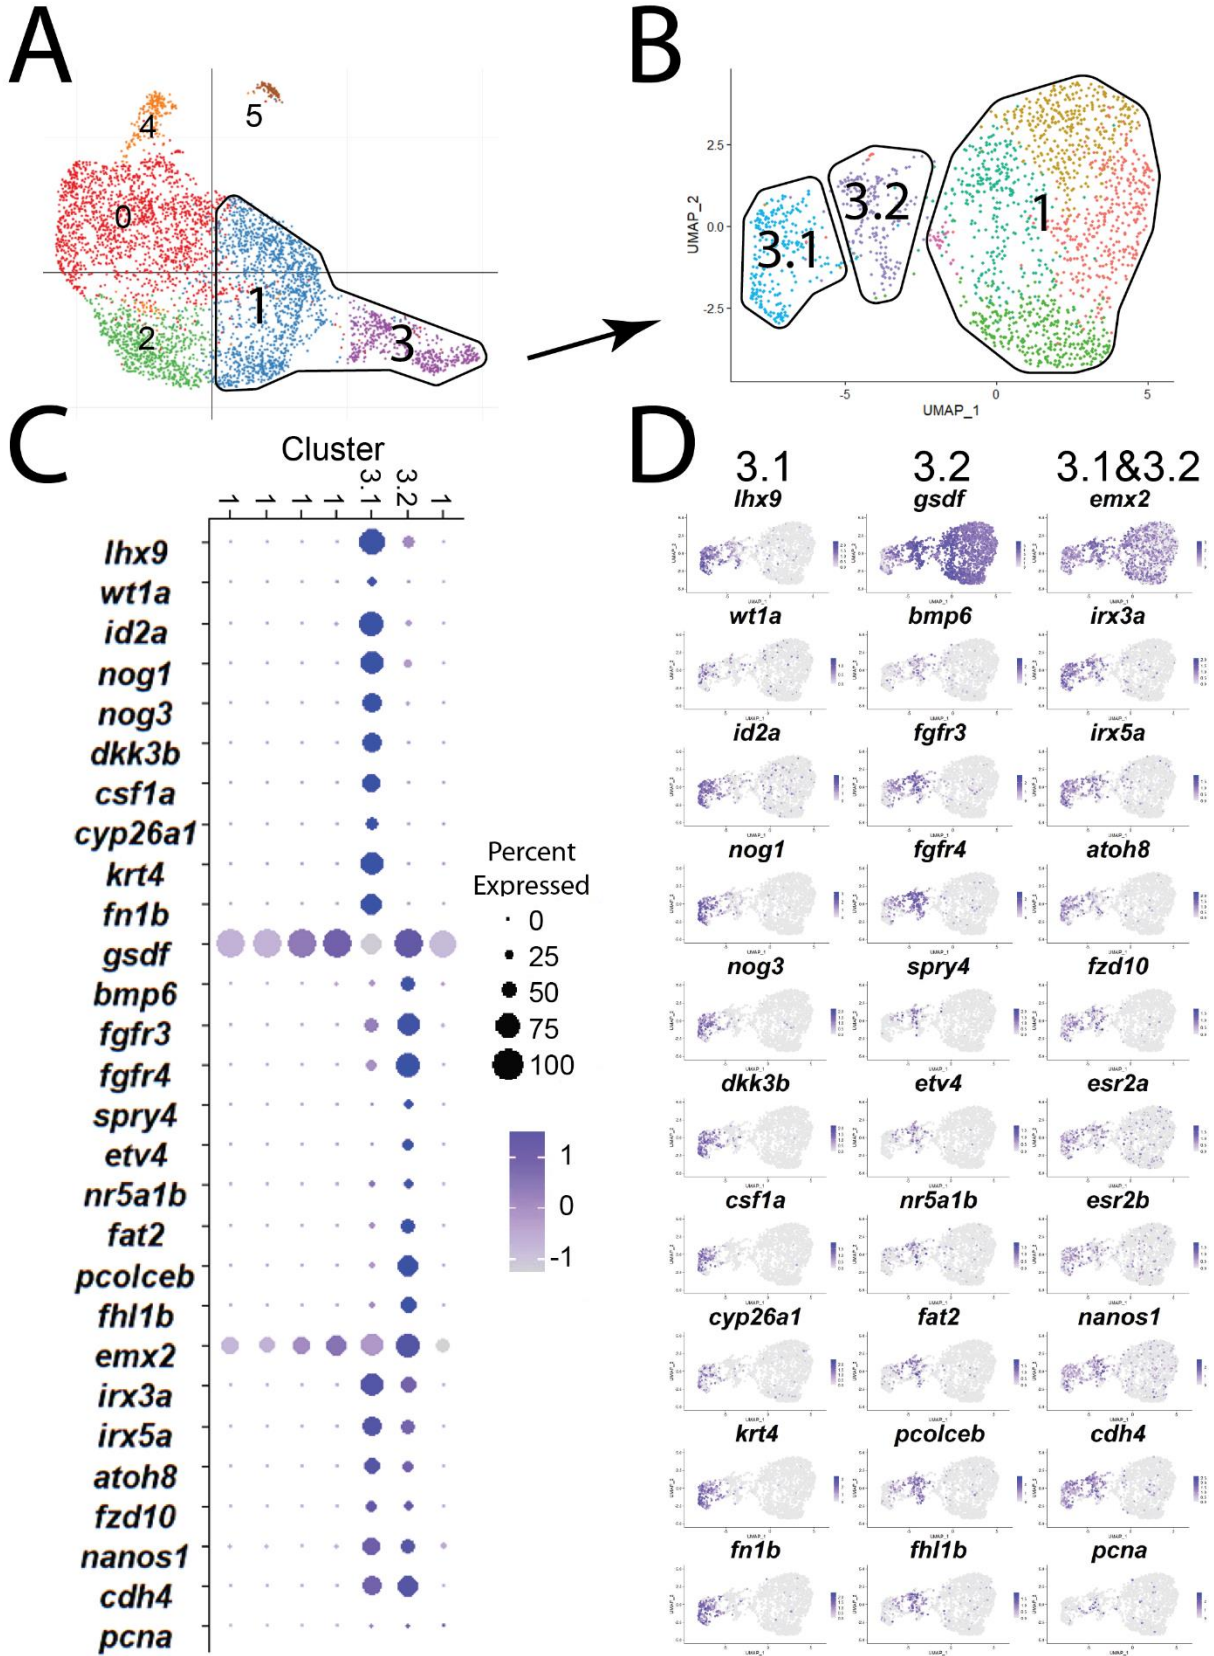 A
B
4
5
0
1
2
3
2.5
0.0
-2.5
UMAP_2
3.1
3.2
1
-5
0
5
UMAP_1
C
D
Cluster
1
1
1
1
3.1
3.2
1
lhx9
wt1a
id2a
nog1
nog3
dkk3b
csf1a
cyp26a1
krt4
fn1b
gsdf
bmp6
fgfr3
fgfr4
spry4
etv4
nr5a1b
fat2
pcolceb
fhl1b
emx2
irx3a
irx5a
atoh8
fzd10
nanos1
cdh4
pcna
Percent
Expressed
0
25
50
75
100
1
0
-1
3.1 3.2 3.1&3.2
lhx9 gsdf emx2
wt1a bmp6 irx3a
id2a fgfr3 irx5a
nog1 fgfr4 atoh8
nog3 spry4 fzd10
dkk3b etv4 esr2a
csf1a nr5a1b esr2b
cyp26a1 fat2 nanos1
krt4 pcolceb cdh4
fn1b fhl1b pcna